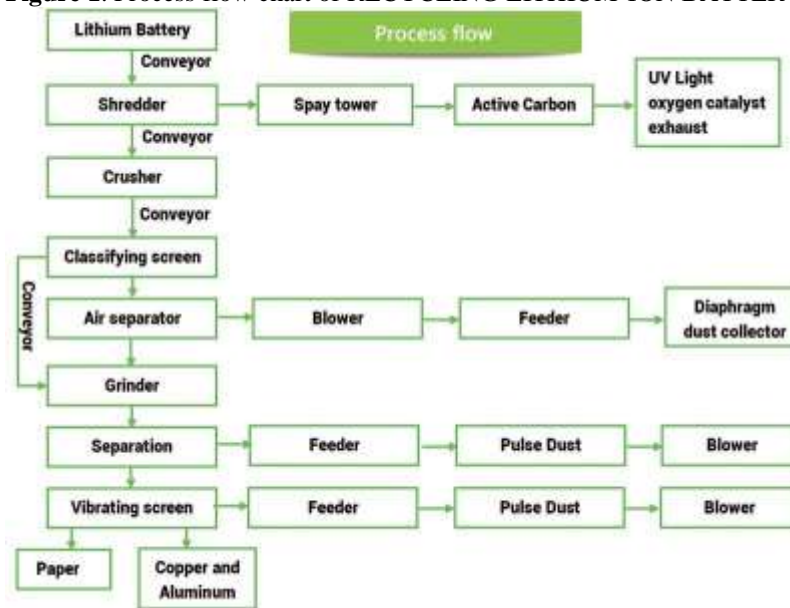 Process flow
Lithium Battery
Conveyor
Shredder
Spay tower
Active Carbon
UV Light
oxygen catalyst
exhaust
Conveyor
Crusher
Conveyor
Classifying screen
Conveyor
Air separator
Blower
Feeder
Diaphragm
dust collector
Grinder
Separation
Feeder
Pulse Dust
Blower
Vibrating screen
Feeder
Pulse Dust
Blower
Paper
Copper and
Aluminum